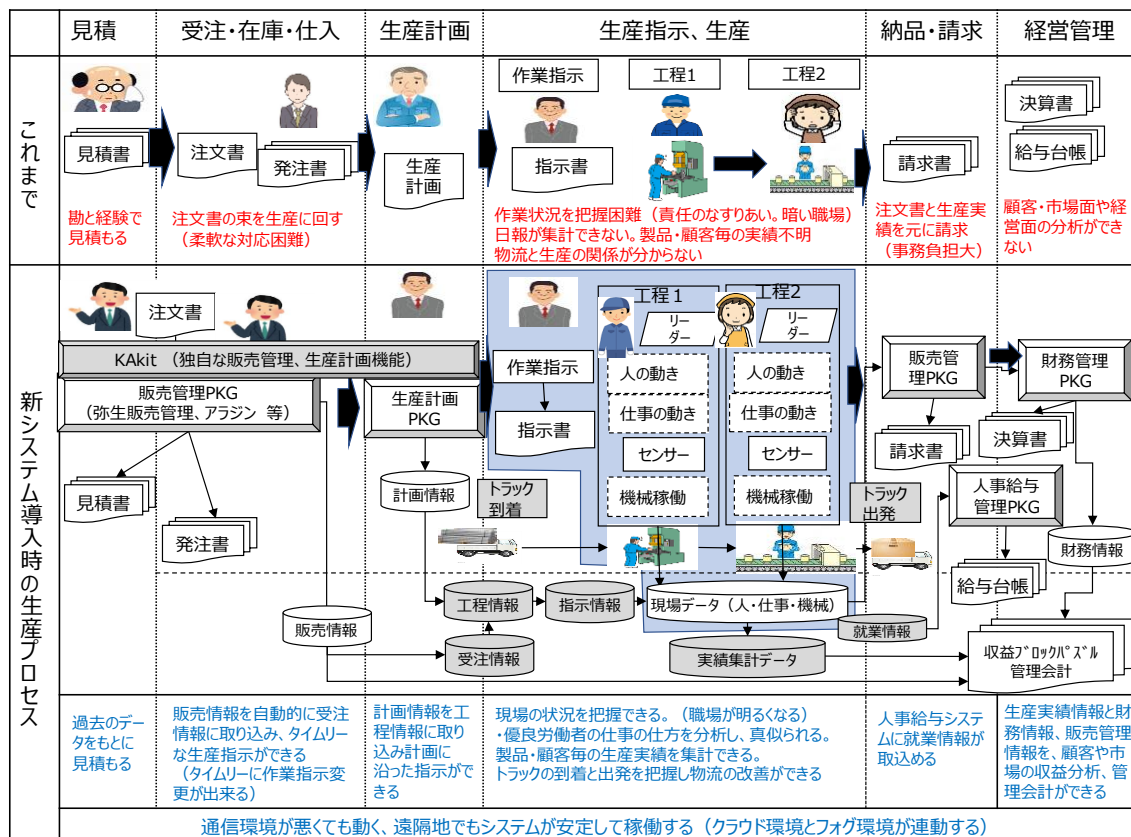 見積
受注・在庫・仕入
生産計画
生産指示、生産
納品・請求
経営管理
これまで
見積書
注文書
発注書
生産
計画
作業指示
指示書
工程1
工程2
請求書
決算書
給与台帳
勘と経験で
見積もる
注文書の束を生産に回す
(柔軟な対応困難)
作業状況を把握困難(責任のなすりあい。暗い職場)
日報が集計できない。製品・顧客毎の実績不明
物流と生産の関係が分からない
注文書と生産実
績を元に請求
(事務負担大)
顧客・市場面や経
営面の分析ができ
ない
新システム導入時の生産プロセス
注文書
KAkit (独自な販売管理、生産計画機能)
販売管理PKG
(弥生販売管理、アラジン 等)
見積書
発注書
生産計画
PKG
計画情報
作業指示
指示書
工程1
リー
ダー
人の動き
仕事の動き
センサー
機械稼働
工程2
リー
ダー
人の動き
仕事の動き
センサー
機械稼働
販売管
理PKG
財務管理
PKG
請求書
決算書
人事給与
管理PKG
トラック
到着
トラック
出発
財務情報
給与台帳
工程情報
指示情報
現場データ(人・仕事・機械)
就業情報
販売情報
受注情報
実績集計データ
収益ブロックパズル
管理会計
過去のデー
タをもとに
見積もる
販売情報を自動的に受注
情報に取り込み、タイムリー
な生産指示ができる
(タイムリーに作業指示変
更が出来る)
計画情報を工
程情報に取り
込み計画に
沿った指示がで
きる
現場の状況を把握できる。(職場が明るくなる)
・優良労働者の仕事の仕方を分析し、真似られる。
製品・顧客毎の生産実績を集計できる。
トラックの到着と出発を把握し物流の改善ができる
人事給与システ
ムに就業情報が
取込める
生産実績情報と財
務情報、販売管理
情報を、顧客や市
場の収益分析、管
理会計ができる
通信環境が悪くても動く、遠隔地でもシステムが安定して稼働する(クラウド環境とフォグ環境が連動する)